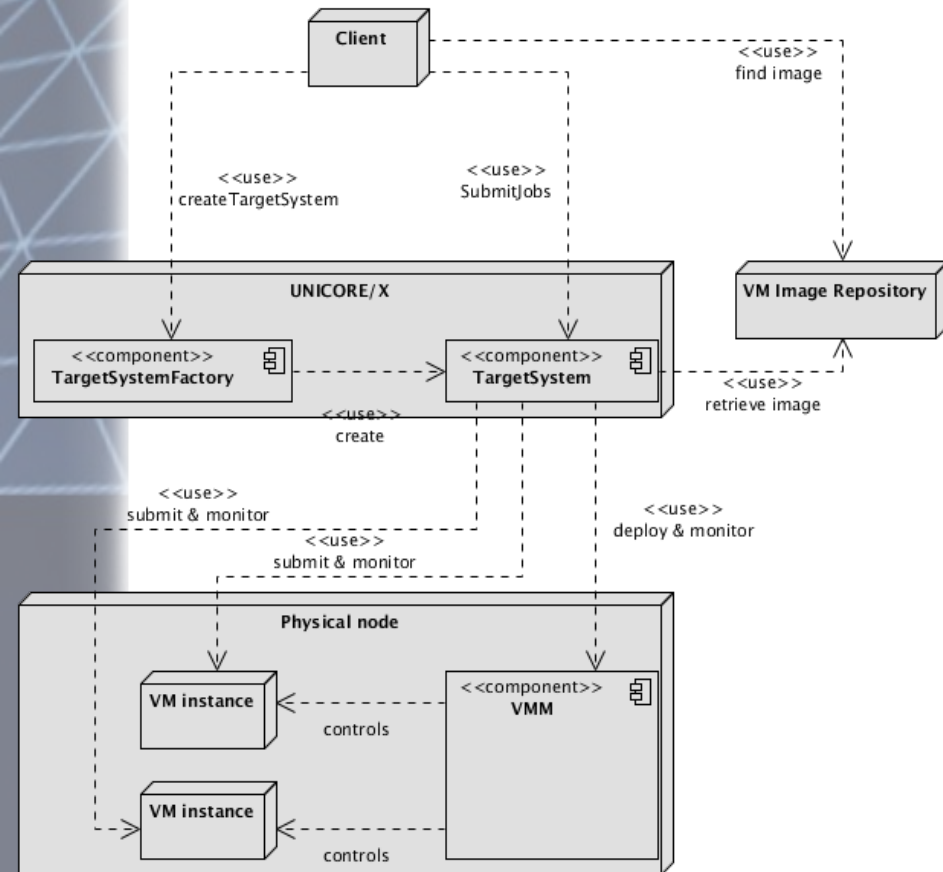 Client
<<use>>
find image
<<use>>
createTargetSystem
<<use>>
SubmitJobs
UNICORE/X
VM Image Repository
<<component>>
TargetSystemFactory
<<component>>
TargetSystem
<<use>>
retrieve image
<<use>>
create
<<use>>
submit & monitor
<<use>>
submit & monitor
<<use>>
deploy & monitor
Physical node
VM instance
<<component>>
VMM
controls
VM instance
controls